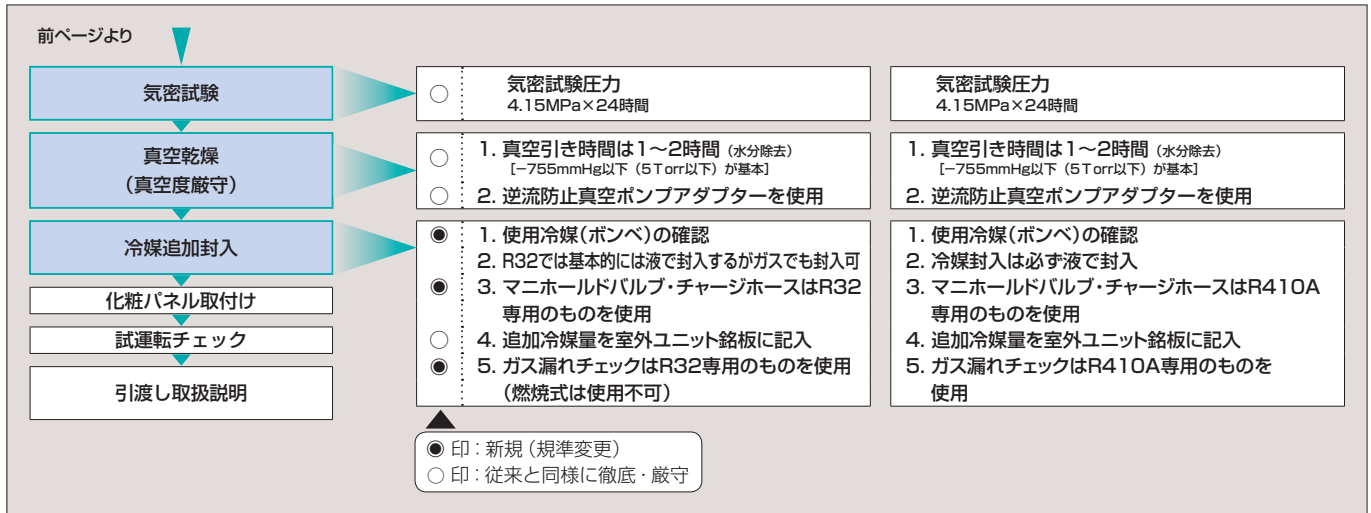 前ページより
気密試験
○ 気密試験圧力
4.15MPa×24時間
気密試験圧力
4.15MPa×24時間
真空乾燥
（真空度厳守）
○ 1. 真空引き時間は1～2時間（水分除去）
［−755mmHg以下（5Torr以下）が基本］
○ 2. 逆流防止真空ポンプアダプターを使用
1. 真空引き時間は1～2時間（水分除去）
［−755mmHg以下（5Torr以下）が基本］
2. 逆流防止真空ポンプアダプターを使用
冷媒追加封入
◉ 1. 使用冷媒（ボンベ）の確認
2. R32では基本的には液で封入するがガスでも封入可
◉ 3. マニホールドバルブ・チャージホースはR32
専用のものを使用
○ 4. 追加冷媒量を室外ユニット銘板に記入
◉ 5. ガス漏れチェックはR32専用のものを使用
（燃焼式は使用不可）
1. 使用冷媒（ボンベ）の確認
2. 冷媒封入は必ず液で封入
3. マニホールドバルブ・チャージホースはR410A
専用のものを使用
4. 追加冷媒量を室外ユニット銘板に記入
5. ガス漏れチェックはR410A専用のものを
使用
化粧パネル取付け
試運転チェック
引渡し取扱説明
◉ 印：新規（規準変更）
○ 印：従来と同様に徹底・厳守